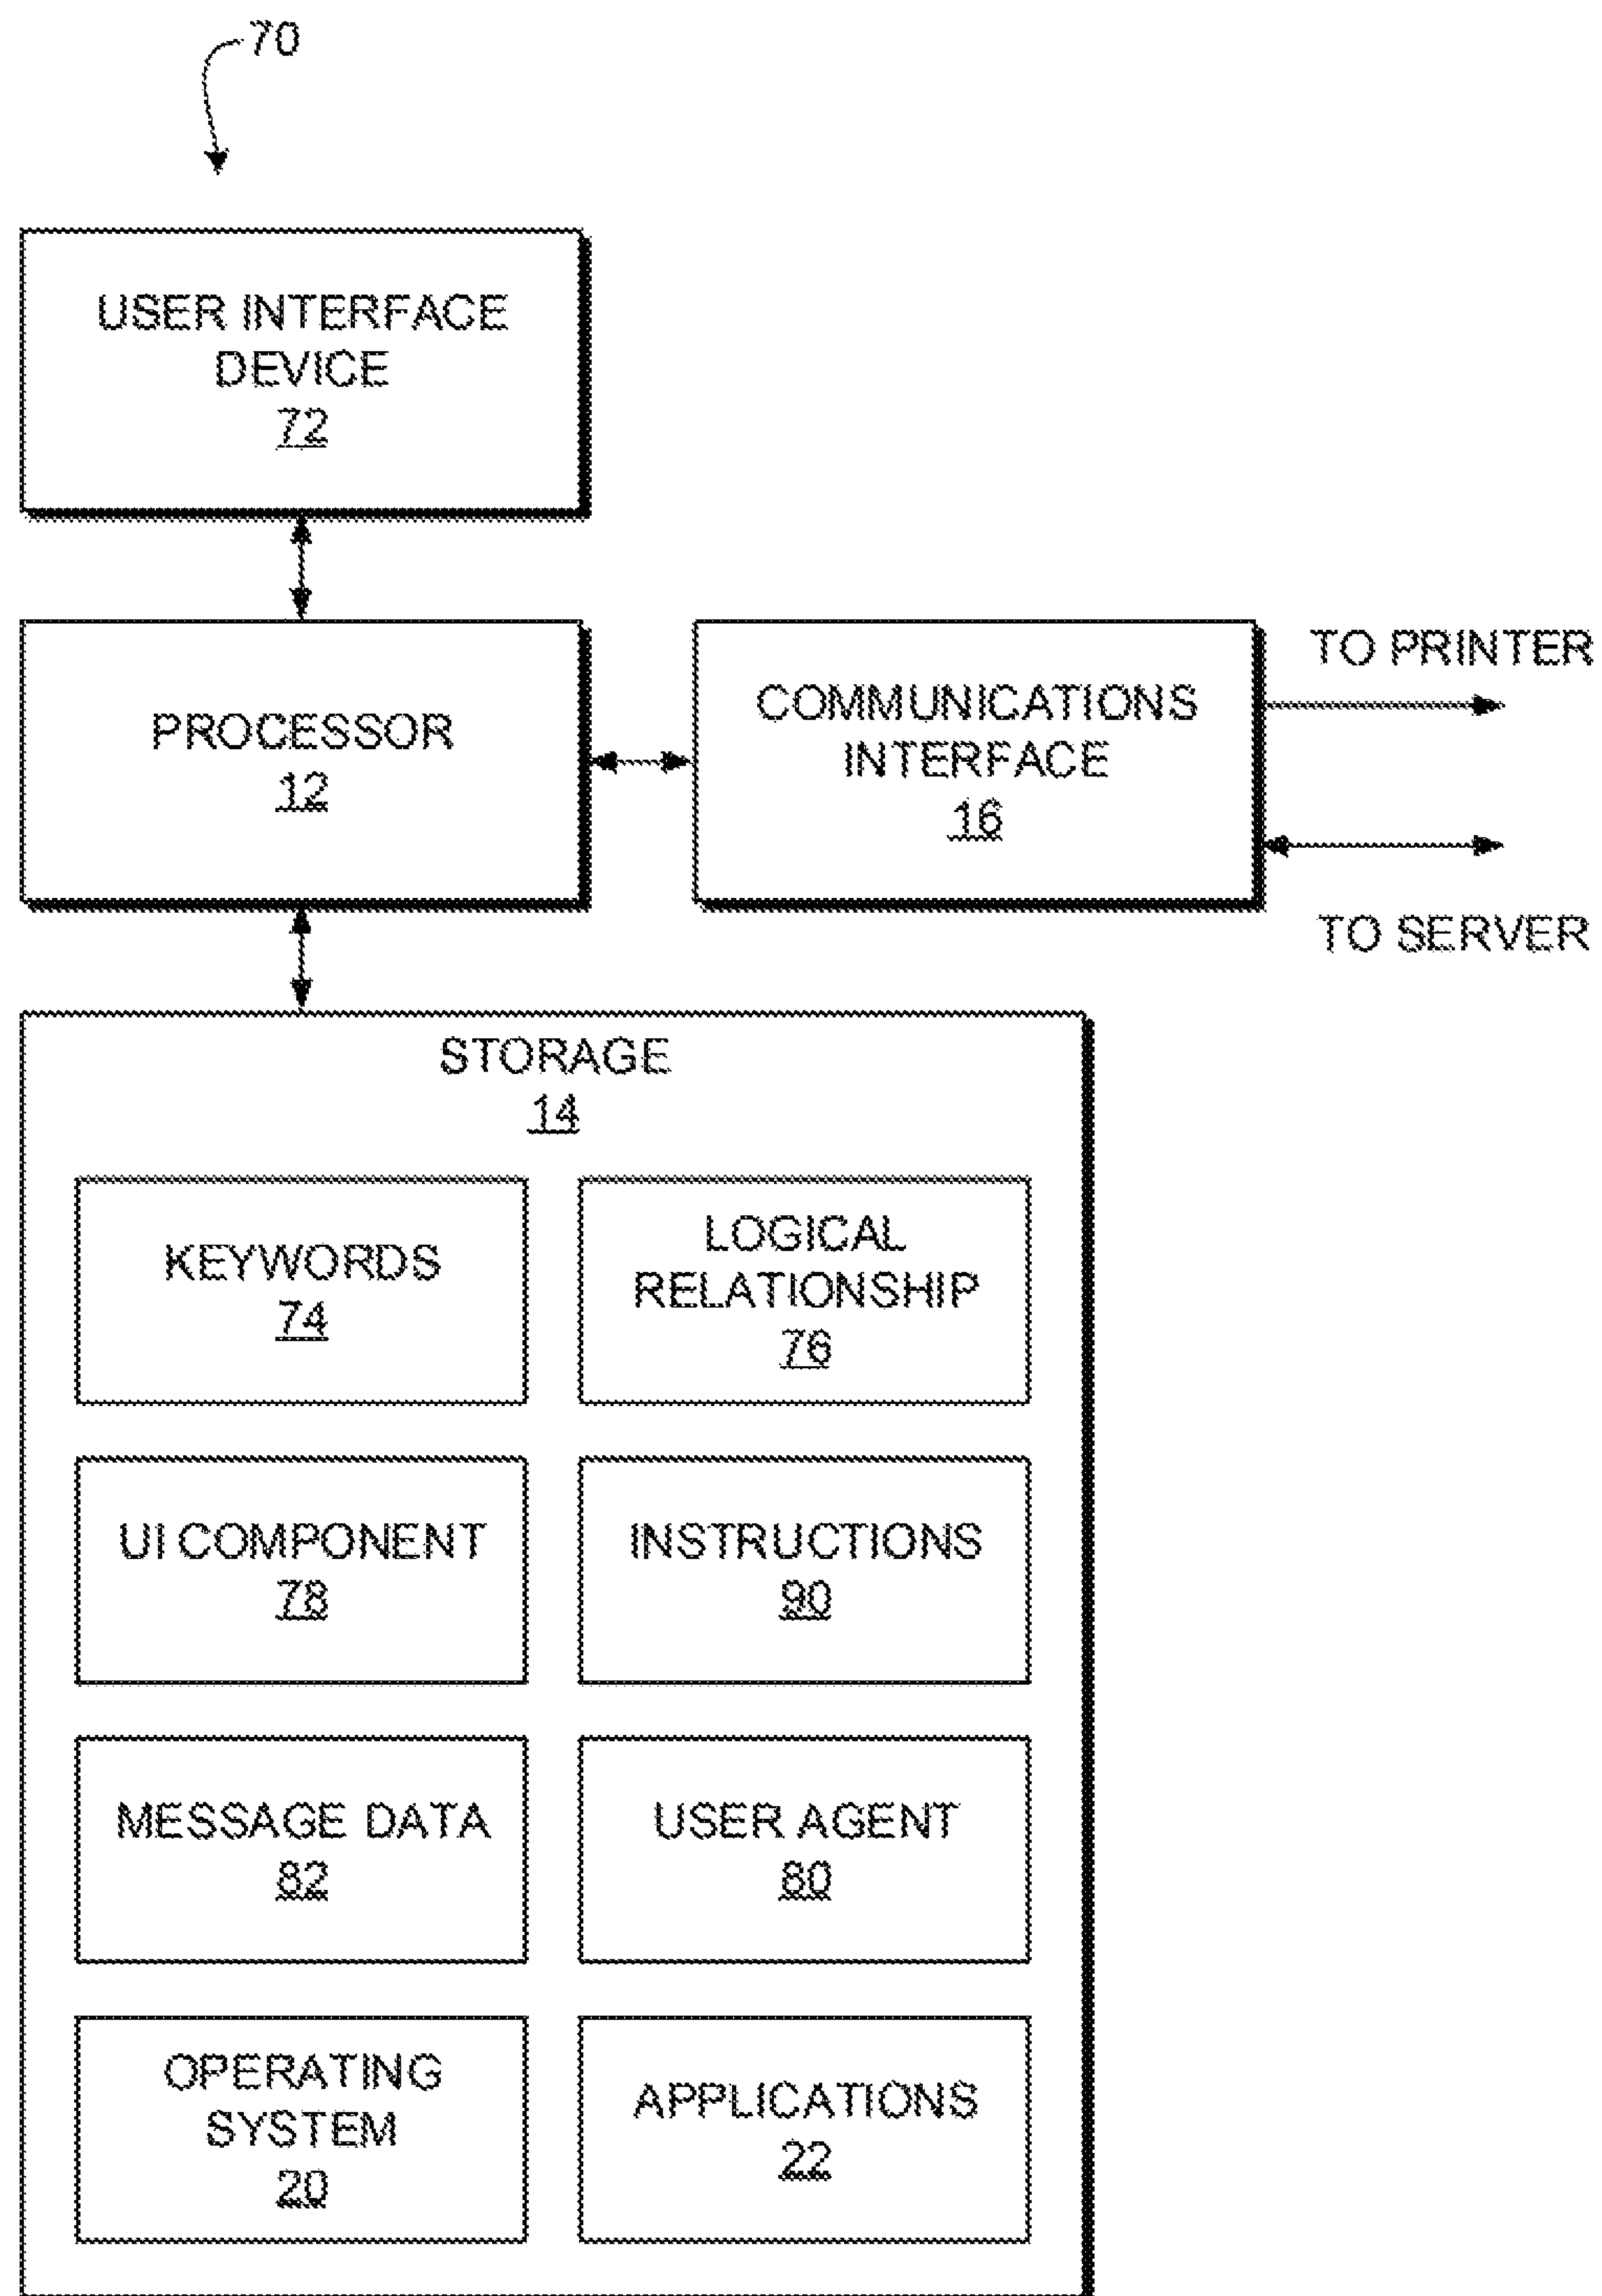 70
USER INTERFACE
DEVICE
72
PROCESSOR
12
COMMUNICATIONS
INTERFACE
16
TO PRINTER
TO SERVER
STORAGE
14
KEYWORDS
74
LOGICAL
RELATIONSHIP
76
UI COMPONENT
78
INSTRUCTIONS
90
MESSAGE DATA
82
USER AGENT
80
OPERATING
SYSTEM
20
APPLICATIONS
22